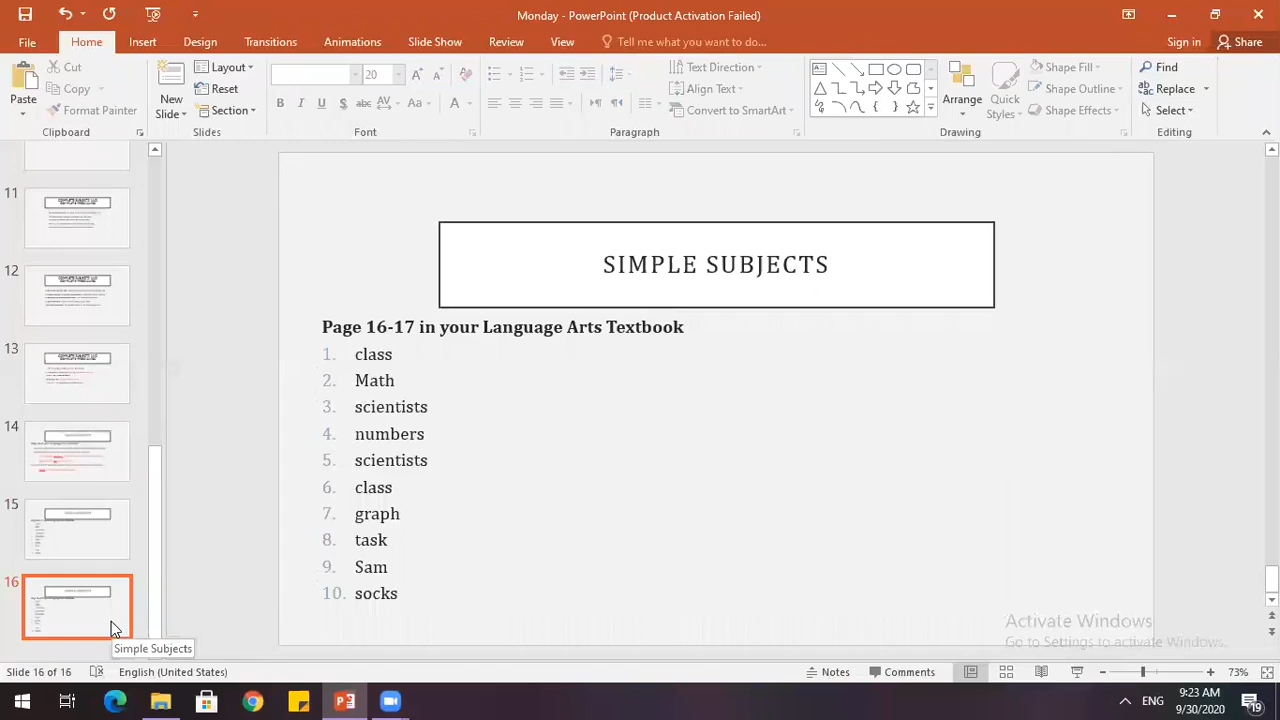 Monday - PowerPoint (Product Activation Failed)
File Home Insert Design Transitions Animations Slide Show Review View Tell me what you want to do... Sign in Share
Paste Cut Copy Format Painter Clipboard
New Slide Layout Reset Section Slides
20 B I U S abc AV Aa A Font
Text Direction Align Text Convert to SmartArt Paragraph
Arrange Quick Styles Shape Fill Shape Outline Shape Effects Drawing
Find Replace Select Editing
11
12
13
14
15
16
SIMPLE SUBJECTS
Page 16-17 in your Language Arts Textbook
1. class
2. Math
3. scientists
4. numbers
5. scientists
6. class
7. graph
8. task
9. Sam
10. socks
Simple Subjects
Activate Windows
Go to Settings to activate Windows.
Slide 16 of 16 English (United States) Notes Comments 73%
ENG 9:23 AM
9/30/2020 19